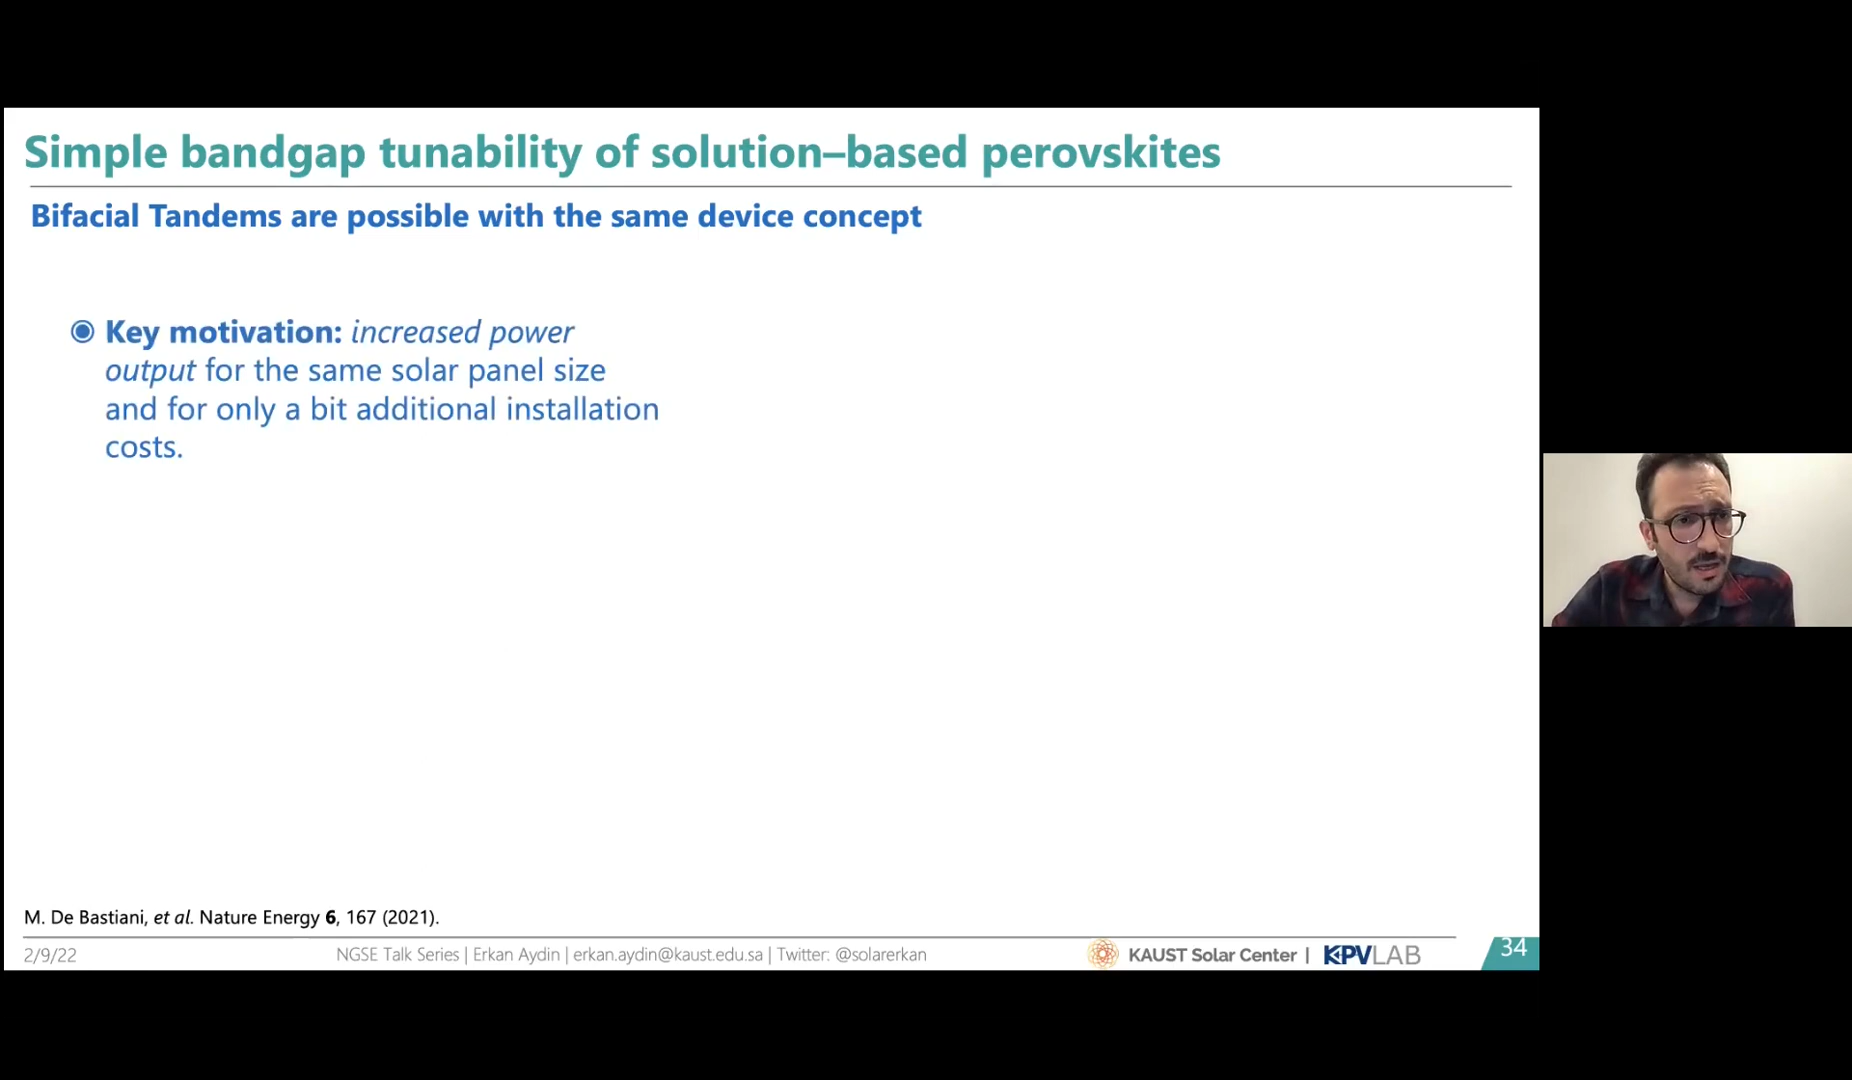 Simple bandgap tunability of solution–based perovskites
Bifacial Tandems are possible with the same device concept
Key motivation: increased power
output for the same solar panel size
and for only a bit additional installation
costs.
M. De Bastiani, et al. Nature Energy 6, 167 (2021).
2/9/22
NGSE Talk Series | Erkan Aydin | erkan.aydin@kaust.edu.sa | Twitter: @solarerkan
KAUST Solar Center | KPVLAB
34